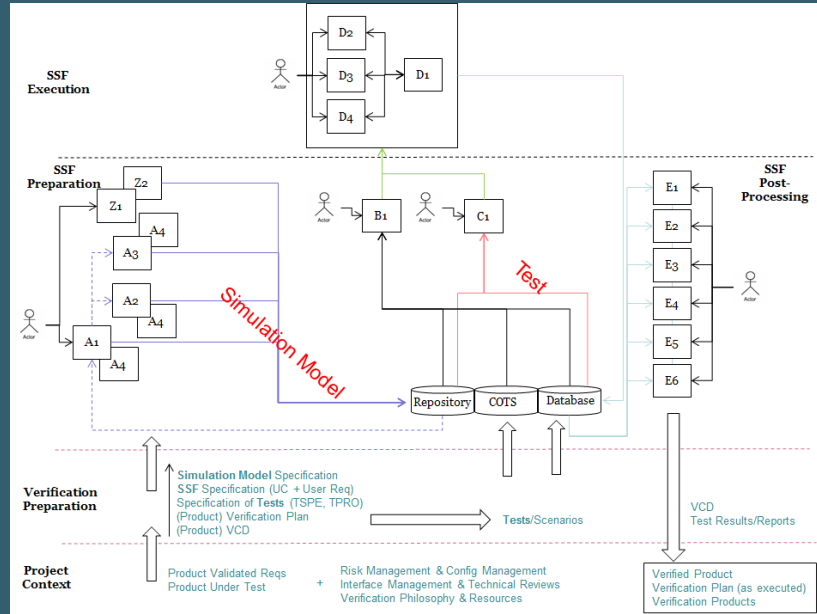 SSF
Execution
D2
D3
D4
D1
Actor
SSF
Preparation
Z2
Z1
A4
A3
A2
A4
A1
A4
Actor
Actor
B1
Actor
C1
Simulation Model
Test
Repository
COTS
Database
SSF
Post-
Processing
E1
E2
E3
E4
E5
E6
Actor
Verification
Preparation
Simulation Model Specification
SSF Specification (UC + User Req)
Specification of Tests (TSPE, TPRO)
(Product) Verification Plan
(Product) VCD
Tests/Scenarios
VCD
Test Results/Reports
Project
Context
Product Validated Reqs
Product Under Test
+
Risk Management & Config Management
Interface Management & Technical Reviews
Verification Philosophy & Resources
Verified Product
Verification Plan (as executed)
Verification Products